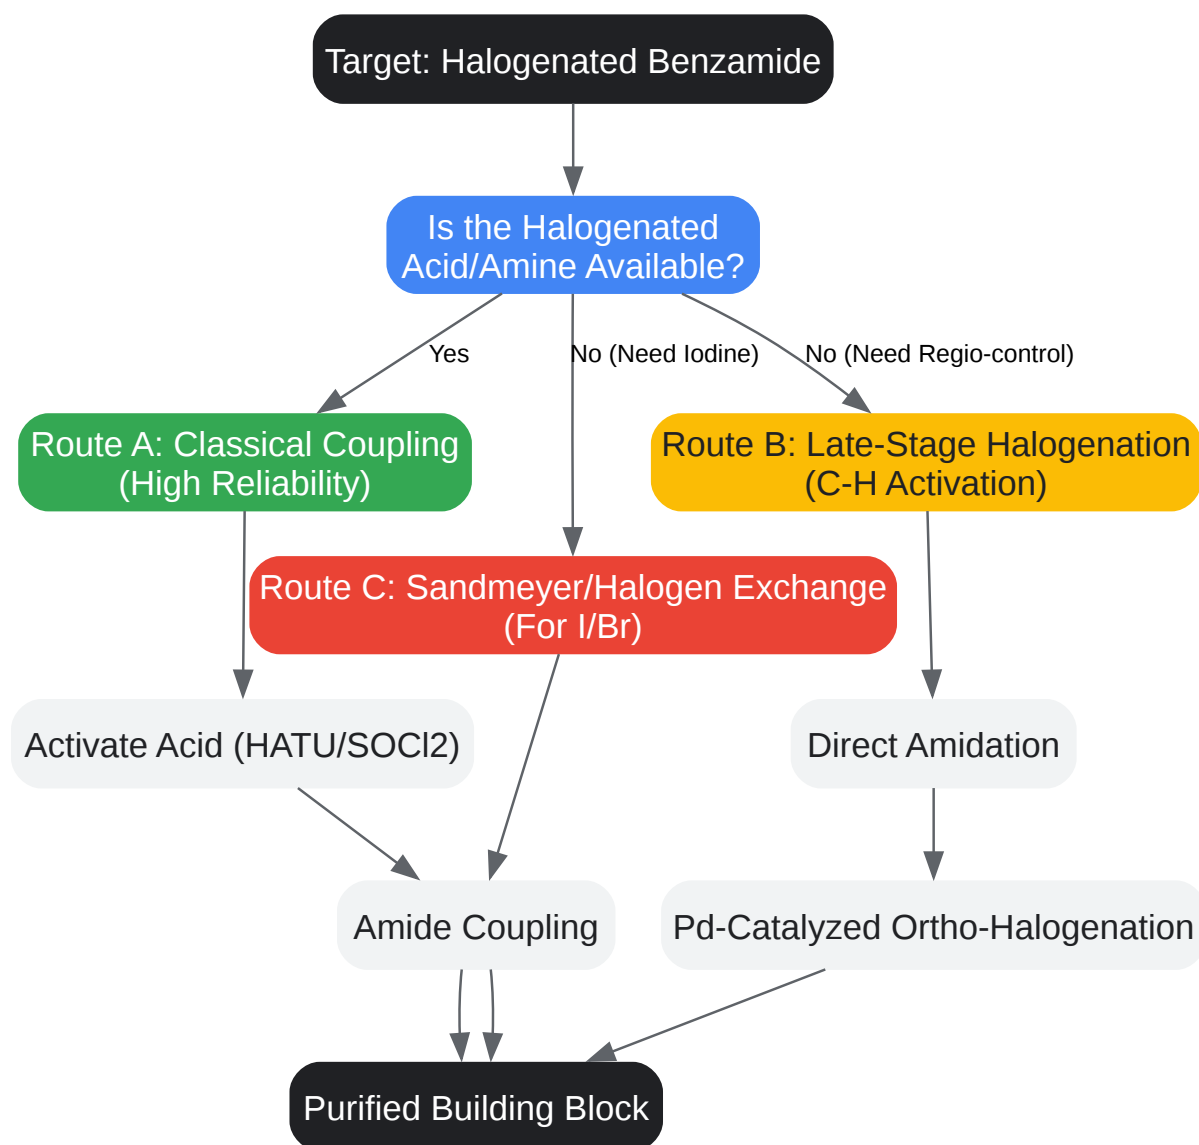 Target: Halogenated Benzamide
Is the Halogenated
Acid/Amine Available?
Yes
No (Need Iodine)
No (Need Regio-control)
Route A: Classical Coupling
(High Reliability)
Route B: Late-Stage Halogenation
(C-H Activation)
Route C: Sandmeyer/Halogen Exchange
(For I/Br)
Activate Acid (HATU/SOCl2)
Direct Amidation
Amide Coupling
Pd-Catalyzed Ortho-Halogenation
Purified Building Block